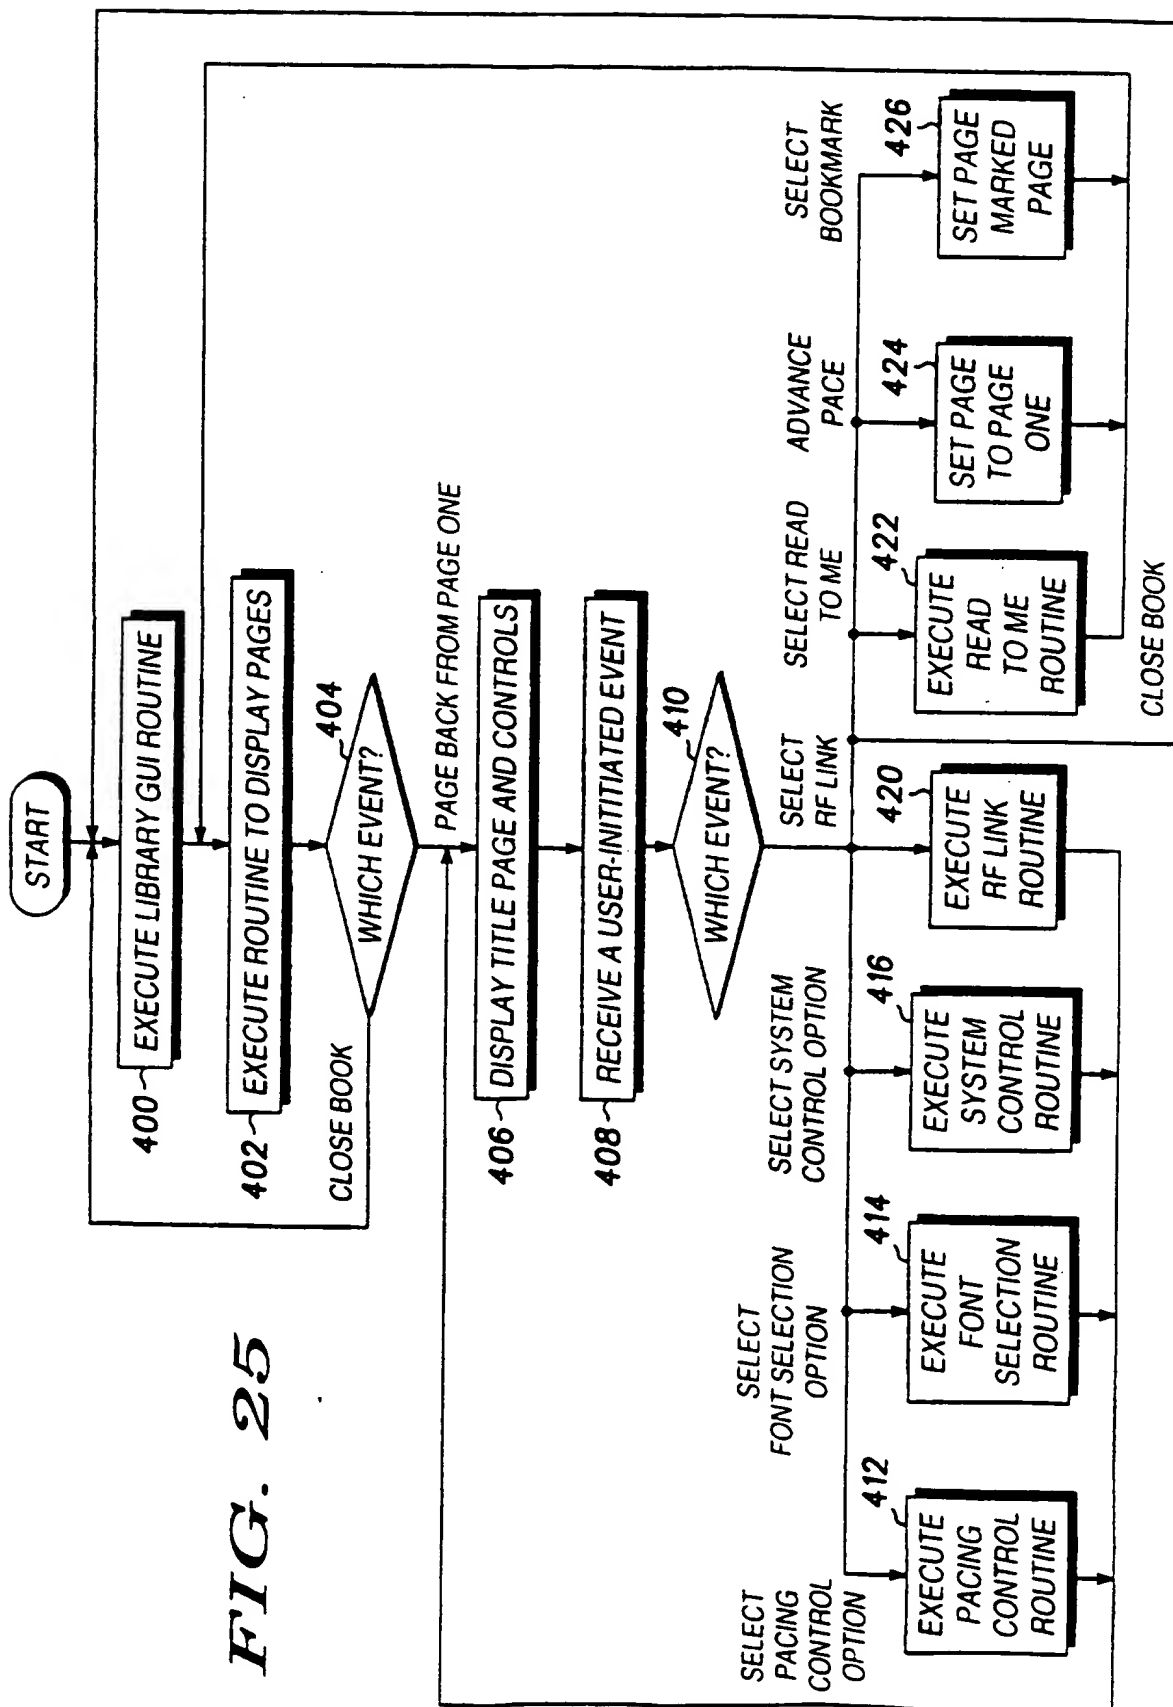 FIG. 25
START
400
EXECUTE LIBRARY GUI ROUTINE
402
EXECUTE ROUTINE TO DISPLAY PAGES
404
WHICH EVENT?
CLOSE BOOK
PAGE BACK FROM PAGE ONE
406
DISPLAY TITLE PAGE AND CONTROLS
408
RECEIVE A USER-INITITIATED EVENT
410
WHICH EVENT?
SELECT
PACING
CONTROL
OPTION
412
EXECUTE
PACING
CONTROL
ROUTINE
SELECT
FONT SELECTION
OPTION
414
EXECUTE
FONT
SELECTION
ROUTINE
SELECT SYSTEM
CONTROL OPTION
416
EXECUTE
SYSTEM
CONTROL
ROUTINE
SELECT
RF LINK
420
EXECUTE
RF LINK
ROUTINE
SELECT READ
TO ME
422
EXECUTE
READ
TO ME
ROUTINE
ADVANCE
PACE
424
SET PAGE
TO PAGE
ONE
SELECT
BOOKMARK
426
SET PAGE
MARKED
PAGE
CLOSE BOOK